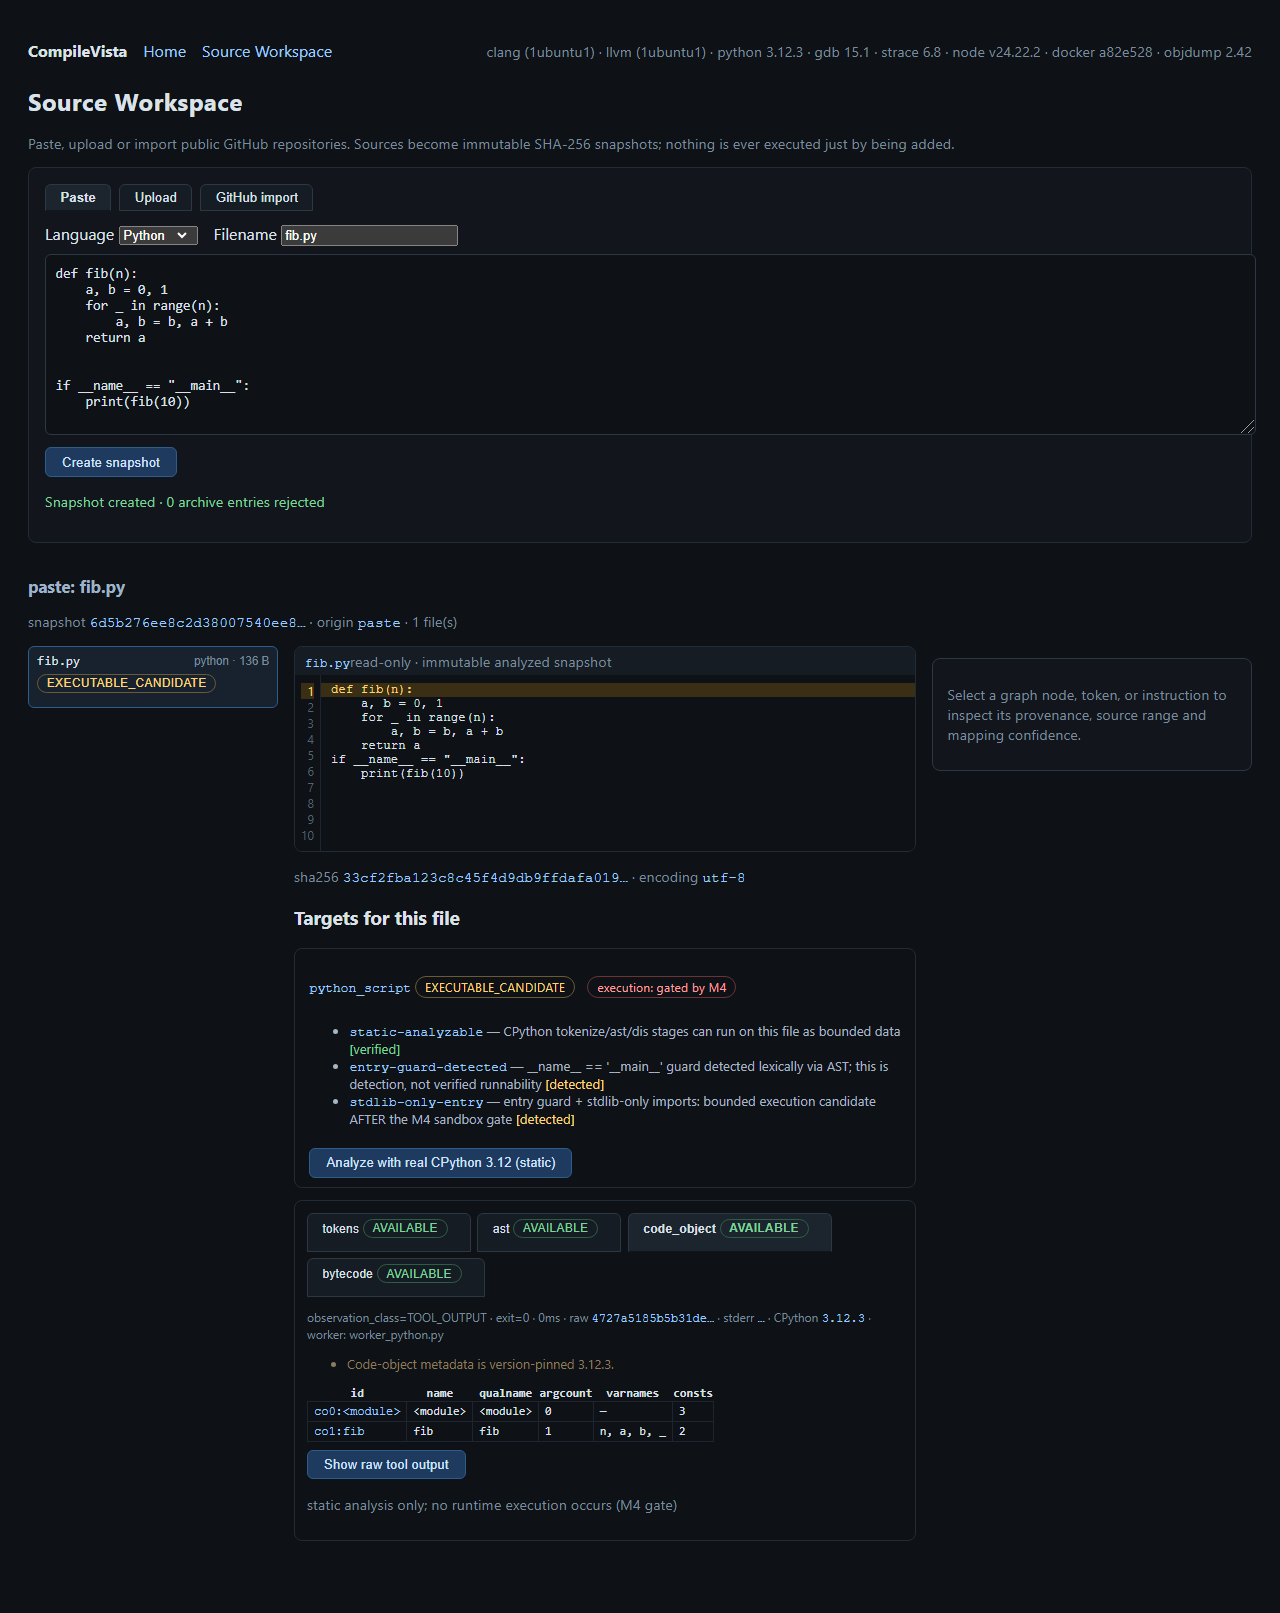 CompileVista Home Source Workspace clang (1ubuntu1) · llvm (1ubuntu1) · python 3.12.3 · gdb 15.1 · strace 6.8 · node v24.22.2 · docker a82e528 · objdump 2.42
Source Workspace
Paste, upload or import public GitHub repositories. Sources become immutable SHA-256 snapshots; nothing is ever executed just by being added.
Paste Upload GitHub import
Language Python Filename fib.py
def fib(n):
    a, b = 0, 1
    for _ in range(n):
        a, b = b, a + b
    return a
if __name__ == "__main__":
    print(fib(10))
Create snapshot
Snapshot created · 0 archive entries rejected
paste: fib.py
snapshot 6d5b276ee8c2d38007540ee8… · origin paste · 1 file(s)
fib.py python · 136 B
EXECUTABLE_CANDIDATE
fib.pyread-only · immutable analyzed snapshot
1 def fib(n):
2     a, b = 0, 1
3     for _ in range(n):
4         a, b = b, a + b
5     return a
6 if __name__ == "__main__":
7     print(fib(10))
8
9
10
Select a graph node, token, or instruction to
inspect its provenance, source range and
mapping confidence.
sha256 33cf2fba123c8c45f4d9db9ffdafa019… · encoding utf-8
Targets for this file
python_script EXECUTABLE_CANDIDATE execution: gated by M4
• static-analyzable — CPython tokenize/ast/dis stages can run on this file as bounded data
[verified]
• entry-guard-detected — __name__ == '__main__' guard detected lexically via AST; this is
detection, not verified runnability [detected]
• stdlib-only-entry — entry guard + stdlib-only imports: bounded execution candidate
AFTER the M4 sandbox gate [detected]
Analyze with real CPython 3.12 (static)
tokens AVAILABLE ast AVAILABLE code_object AVAILABLE
bytecode AVAILABLE
observation_class=TOOL_OUTPUT · exit=0 · 0ms · raw 4727a5185b5b31de… · stderr … · CPython 3.12.3 ·
worker: worker_python.py
• Code-object metadata is version-pinned 3.12.3.
id name qualname argcount varnames consts
co0:<module> <module> <module> 0 — 3
co1:fib fib fib 1 n, a, b, _ 2
Show raw tool output
static analysis only; no runtime execution occurs (M4 gate)